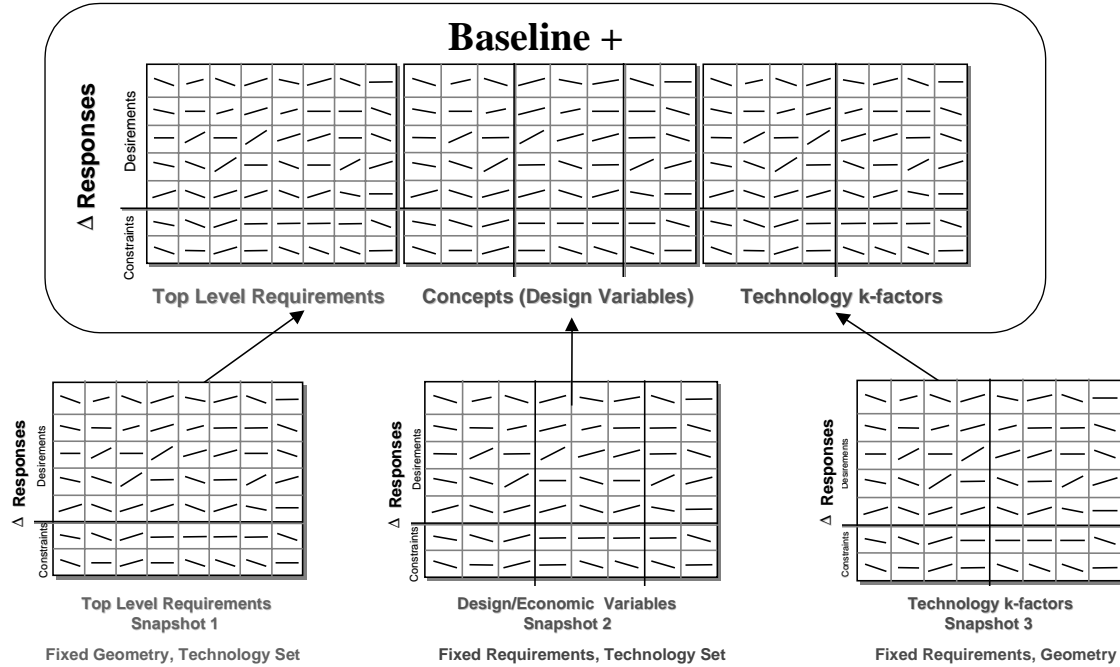 Baseline +
Δ Responses
Desirements
Constraints
Top Level Requirements
Concepts (Design Variables)
Technology k-factors
Δ Responses
Desirements
Constraints
Top Level Requirements
Snapshot 1
Fixed Geometry, Technology Set
Δ Responses
Desirements
Constraints
Design/Economic Variables
Snapshot 2
Fixed Requirements, Technology Set
Δ Responses
Desirements
Constraints
Technology k-factors
Snapshot 3
Fixed Requirements, Geometry